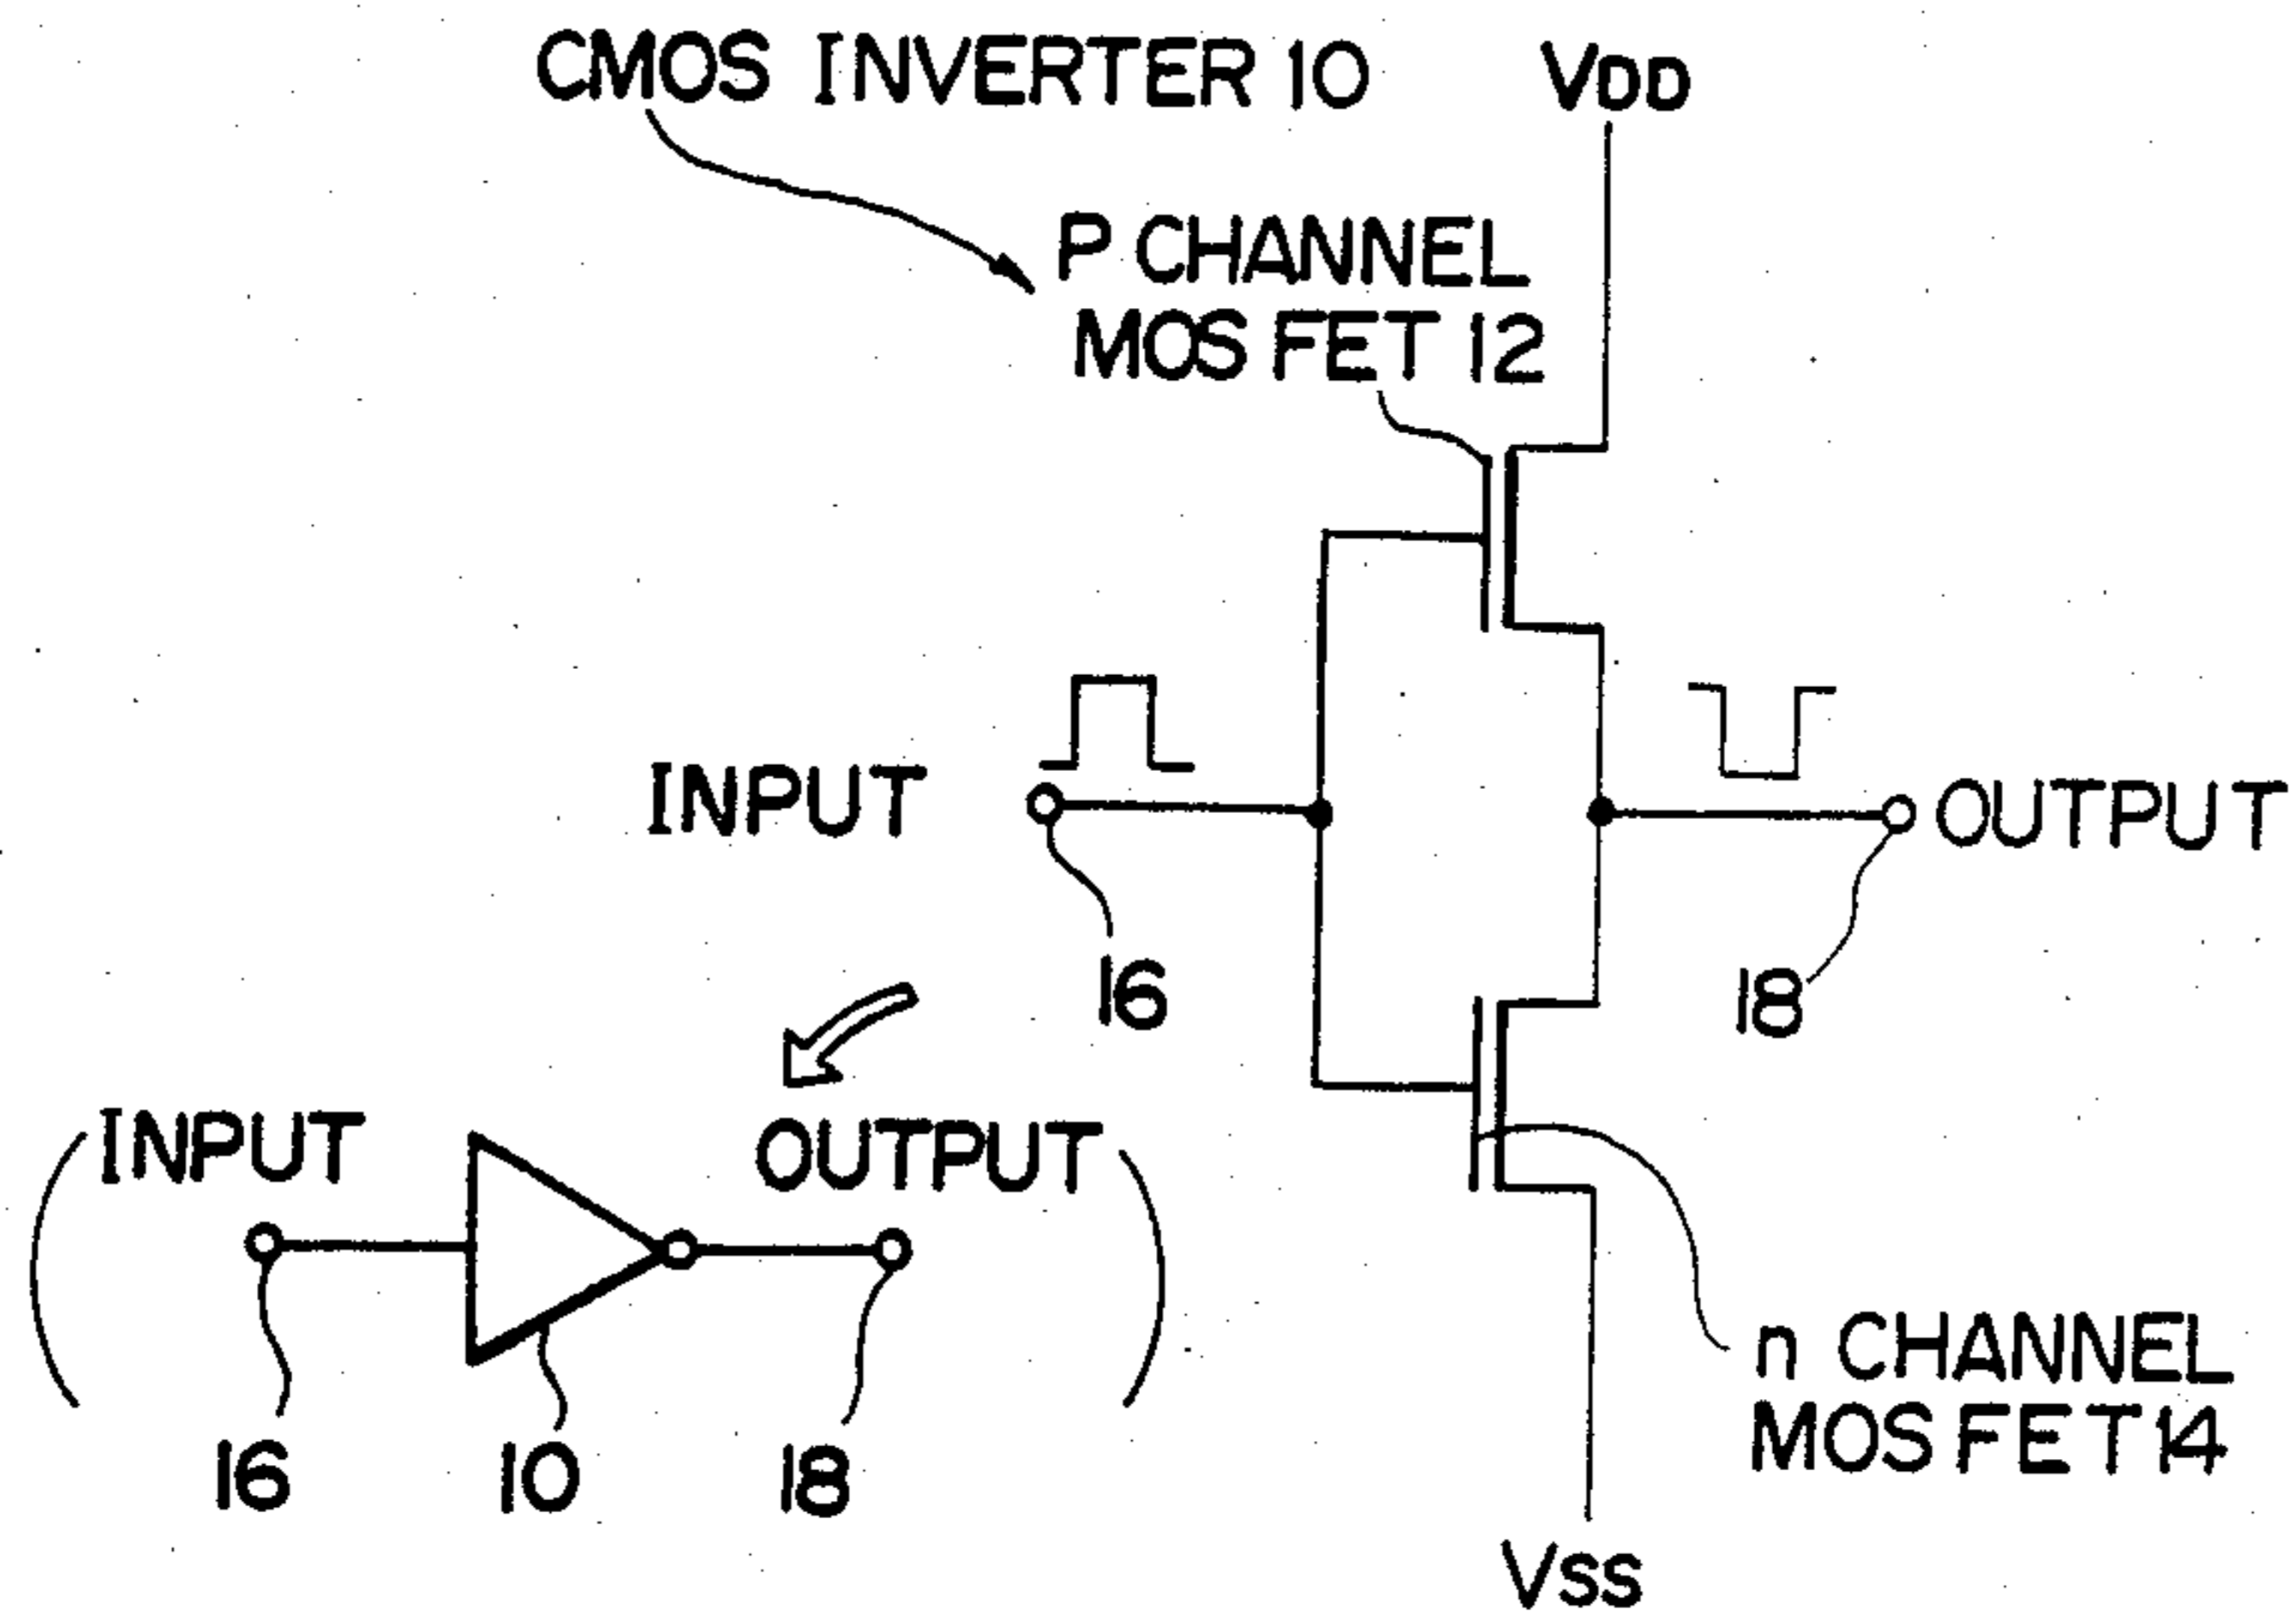 CMOS INVERTER 10
VDD
P CHANNEL
MOS FET 12
INPUT
OUTPUT
16
18
INPUT
OUTPUT
n CHANNEL
MOS FET 14
16
10
18
VSS